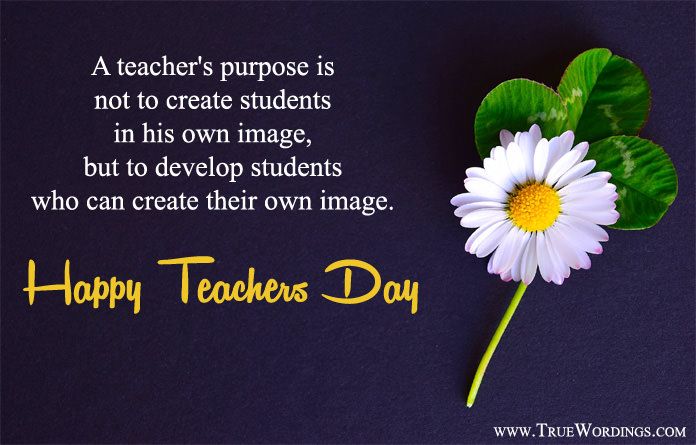 A teacher's purpose is
not to create students
in his own image,
but to develop students
who can create their own image.
Happy Teachers Day
www.TrueWordings.com